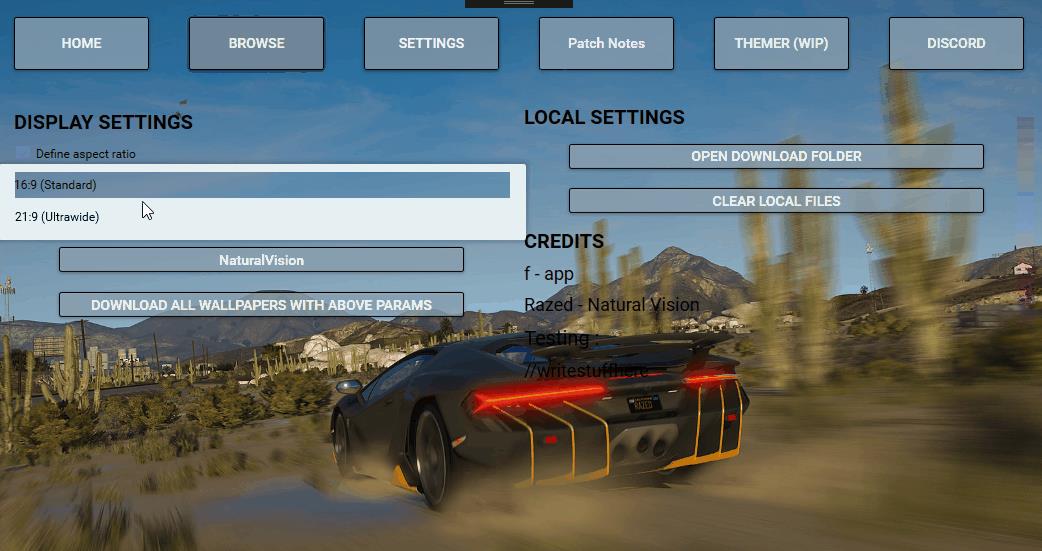 HOME
BROWSE
SETTINGS
Patch Notes
THEMER (WIP)
DISCORD
DISPLAY SETTINGS
Define aspect ratio
16:9 (Standard)
21:9 (Ultrawide)
NaturalVision
DOWNLOAD ALL WALLPAPERS WITH ABOVE PARAMS
LOCAL SETTINGS
OPEN DOWNLOAD FOLDER
CLEAR LOCAL FILES
CREDITS
f - app
Razed - Natural Vision
Testing :
//writestuffhere
RAZED